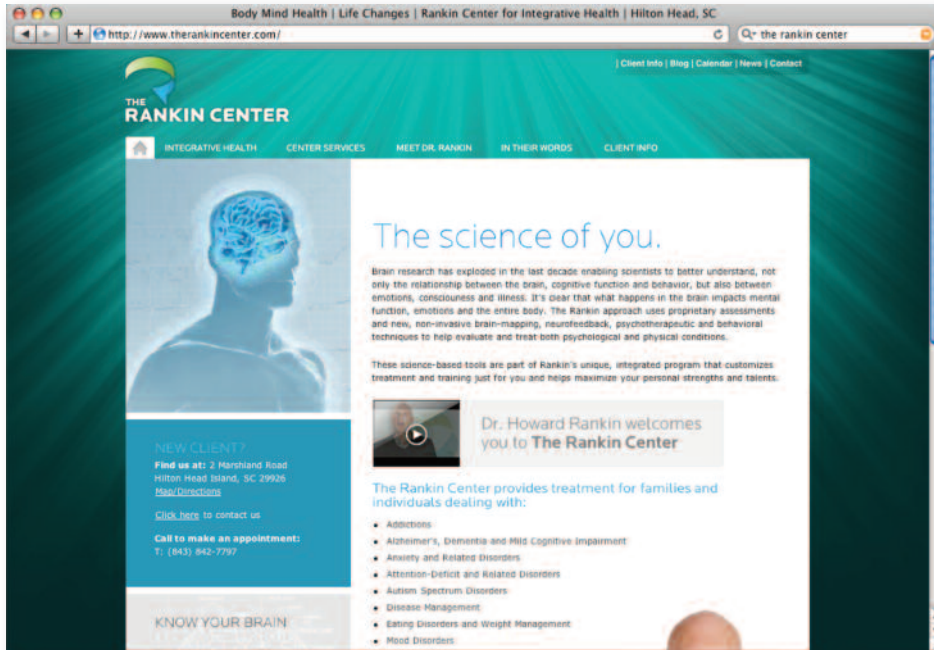 Body Mind Health | Life Changes | Rankin Center for Integrative Health | Hilton Head, SC
http://www.therankincenter.com/
the rankin center
| Client Info | Blog | Calendar | News | Contact
THE
RANKIN CENTER
INTEGRATIVE HEALTH CENTER SERVICES MEET DR. RANKIN IN THEIR WORDS CLIENT INFO
The science of you.
Brain research has exploded in the last decade enabling scientists to better understand, not
only the relationship between the brain, cognitive function and behavior, but also between
emotions, consciouness and illness. It's clear that what happens in the brain impacts mental
function, emotions and the entire body. The Rankin approach uses proprietary assessments
and new, non-invasive brain-mapping, neurofeedback, psychotherapeutic and behavioral
techniques to help evaluate and treat both psychological and physical conditions.
These science-based tools are part of Rankin's unique, integrated program that customizes
treatment and training just for you and helps maximize your personal strengths and talents.
Dr. Howard Rankin welcomes
you to The Rankin Center
The Rankin Center provides treatment for families and
individuals dealing with:
• Addictions
• Alzheimer's, Dementia and Mild Cognitive Impairment
• Anxiety and Related Disorders
• Attention-Deficit and Related Disorders
• Autism Spectrum Disorders
• Disease Management
• Eating Disorders and Weight Management
• Mood Disorders
NEW CLIENT?
Find us at: 2 Marshland Road
Hilton Head Island, SC 29926
Map/Directions
Click here to contact us
Call to make an appointment:
T: (843) 842-7797
KNOW YOUR BRAIN